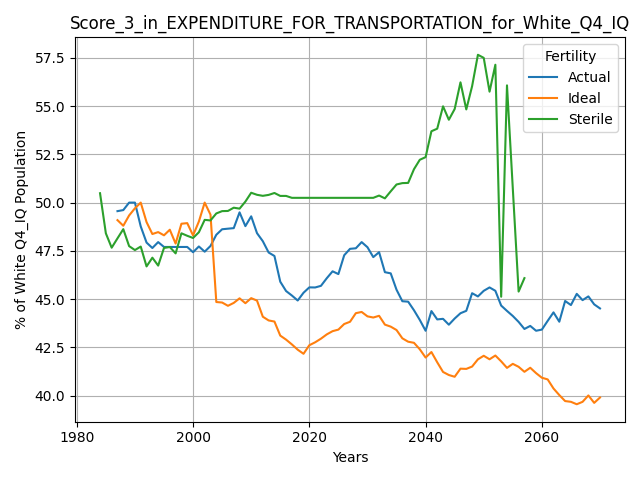 Score_3_in_EXPENDITURE_FOR_TRANSPORTATION_for_White_Q4_IQ
% of White Q4_IQ Population
57.5
55.0
52.5
50.0
47.5
45.0
42.5
40.0
Fertility
Actual
Ideal
Sterile
1980
2000
2020
2040
2060
Years